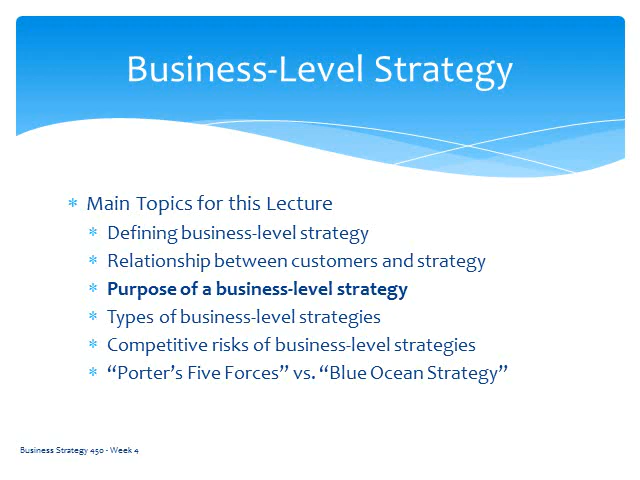 Business-Level Strategy
Main Topics for this Lecture
Defining business-level strategy
Relationship between customers and strategy
Purpose of a business-level strategy
Types of business-level strategies
Competitive risks of business-level strategies
“Porter’s Five Forces” vs. “Blue Ocean Strategy”
Business Strategy 450 - Week 4